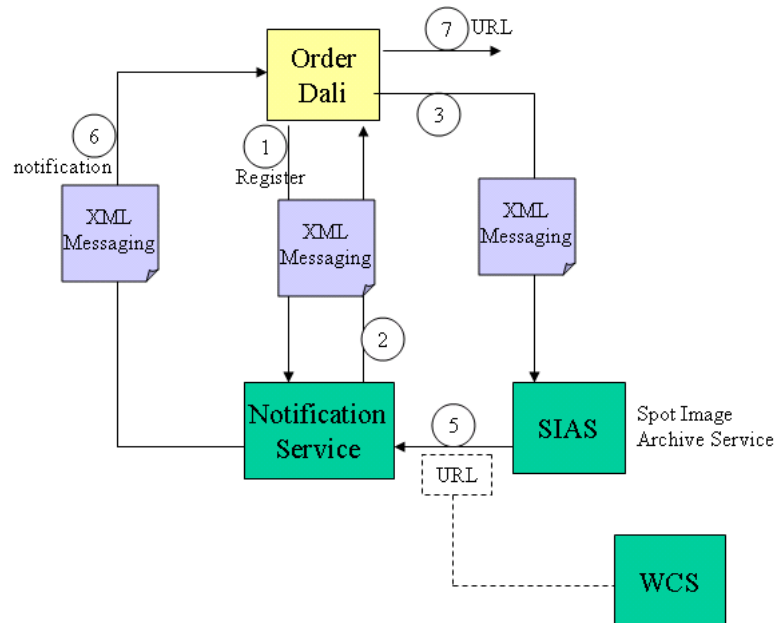 7
URL
Order
Dali
3
6
notification
1
Register
XML
Messaging
XML
Messaging
XML
Messaging
2
Notification
Service
5
URL
SIAS
Spot Image
Archive Service
WCS